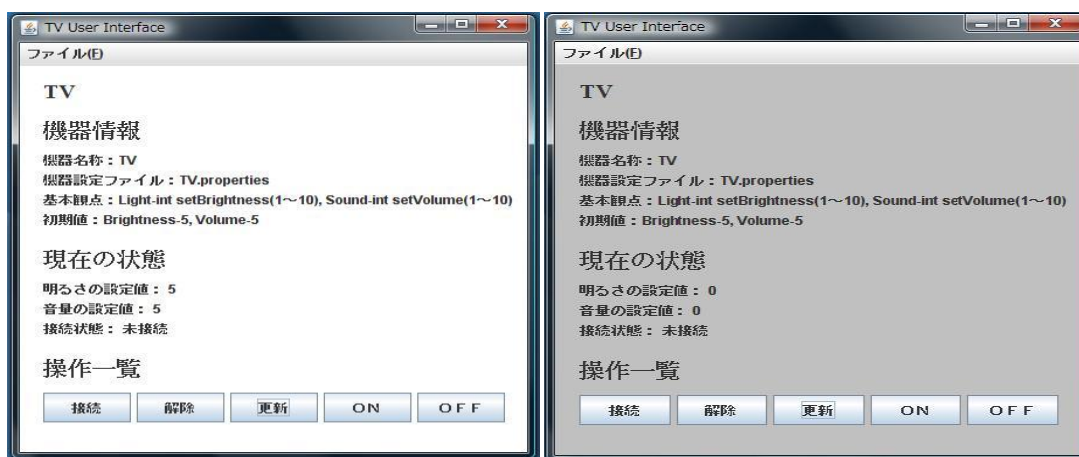 TV User Interface
ファイル(F)
TV
機器情報
機器名称：TV
機器設定ファイル：TV.properties
基本観点：Light-int setBrightness(1～10), Sound-int setVolume(1～10)
初期値：Brightness-5, Volume-5
現在の状態
明るさの設定値： 5
音量の設定値： 5
接続状態： 未接続
操作一覧
接続 解除 更新 ON OFF
TV User Interface
ファイル(F)
TV
機器情報
機器名称：TV
機器設定ファイル：TV.properties
基本観点：Light-int setBrightness(1～10), Sound-int setVolume(1～10)
初期値：Brightness-5, Volume-5
現在の状態
明るさの設定値： 0
音量の設定値： 0
接続状態： 未接続
操作一覧
接続 解除 更新 ON OFF